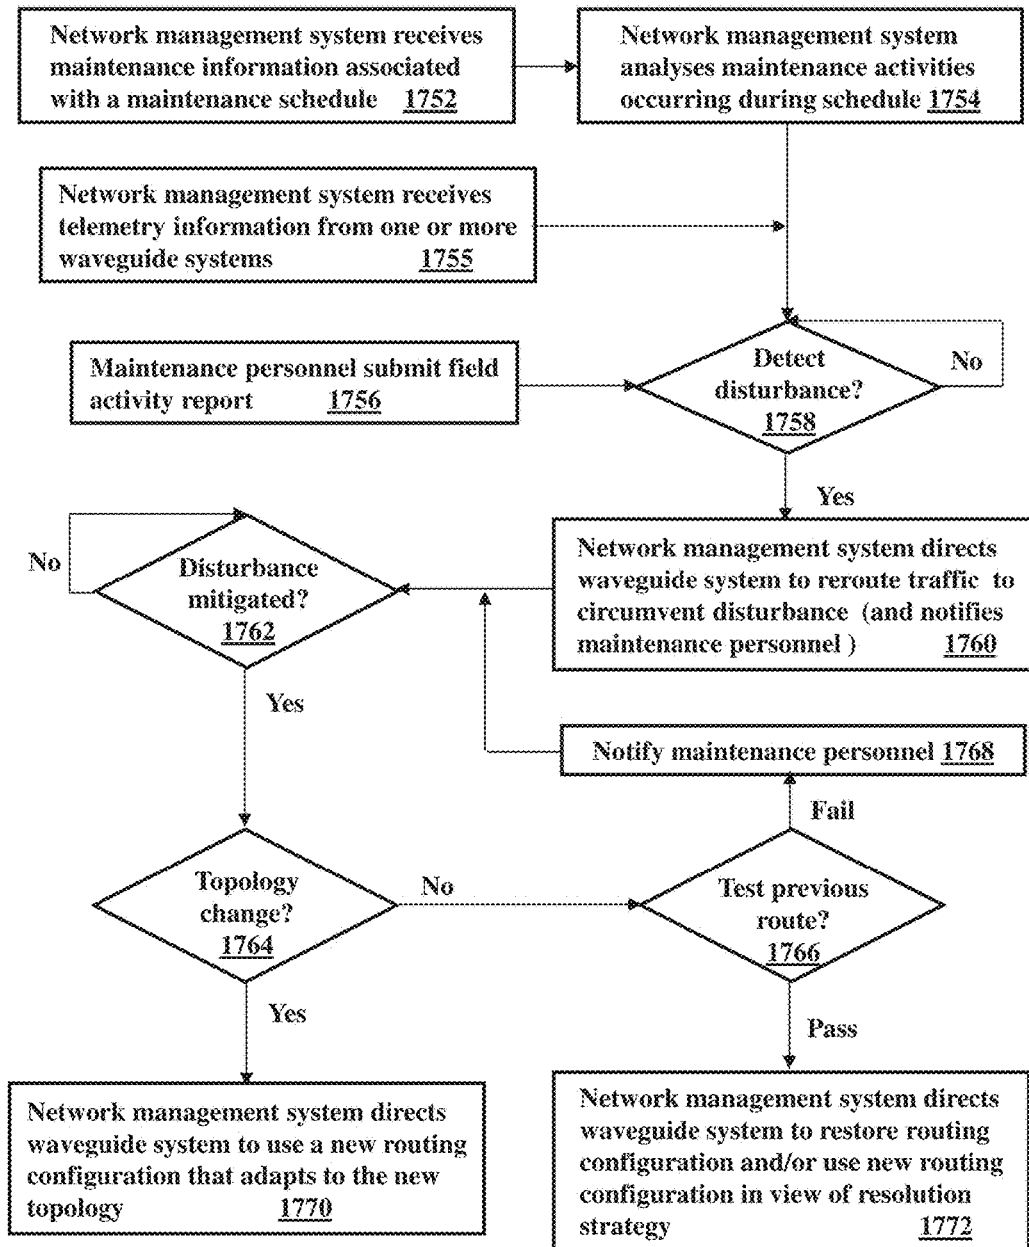 Network management system receives
maintenance information associated
with a maintenance schedule 1752
Network management system
analyses maintenance activities
occurring during schedule 1754
Network management system receives
telemetry information from one or more
waveguide systems 1755
Maintenance personnel submit field
activity report 1756
Detect
disturbance?
1758
No
Yes
Network management system directs
waveguide system to reroute traffic to
circumvent disturbance (and notifies
maintenance personnel ) 1760
No
Disturbance
mitigated?
1762
Yes
Notify maintenance personnel 1768
Fail
Topology
change?
1764
No
Test previous
route?
1766
Yes
Pass
Network management system directs
waveguide system to use a new routing
configuration that adapts to the new
topology 1770
Network management system directs
waveguide system to restore routing
configuration and/or use new routing
configuration in view of resolution
strategy 1772